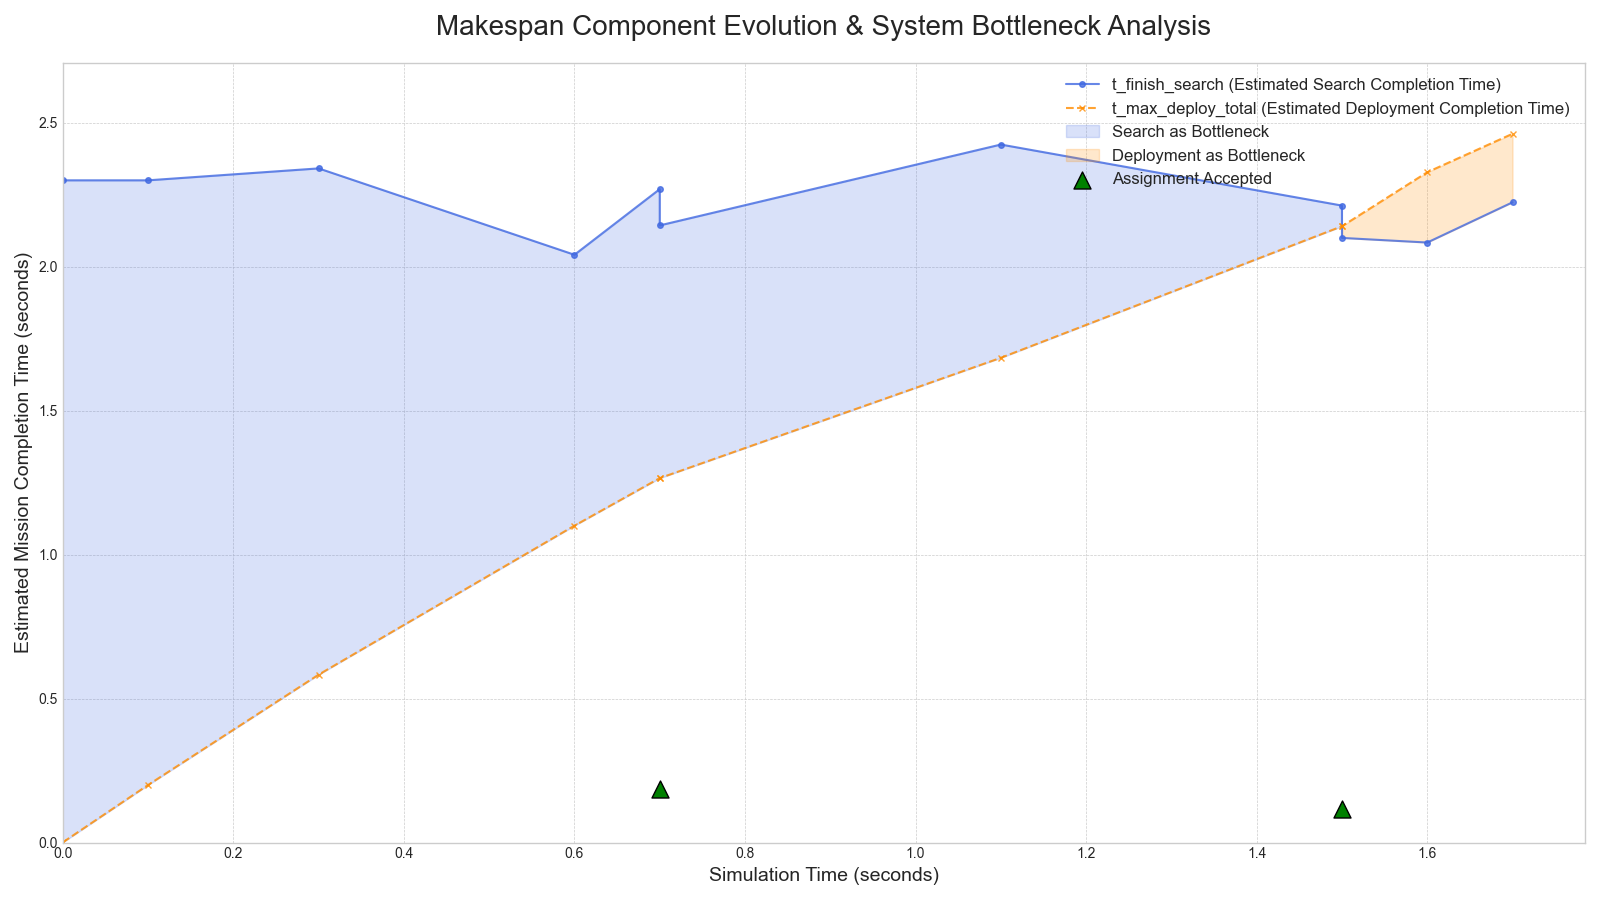 Makespan Component Evolution & System Bottleneck Analysis
t_finish_search (Estimated Search Completion Time)
t_max_deploy_total (Estimated Deployment Completion Time)
Search as Bottleneck
Deployment as Bottleneck
Assignment Accepted
Estimated Mission Completion Time (seconds)
2.5
2.0
1.5
1.0
0.5
0.0
0.0 0.2 0.4 0.6 0.8 1.0 1.2 1.4 1.6
Simulation Time (seconds)